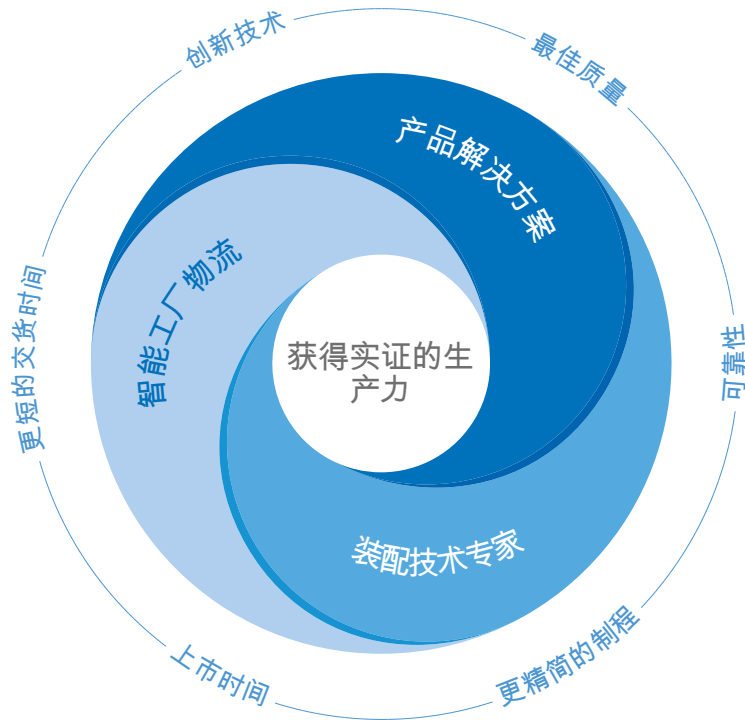 创新技术
最佳质量
产品解决方案
智能工厂物流
更短的交货时间
可靠性
获得实证的生
产力
装配技术专家
上市时间
更精简的制程